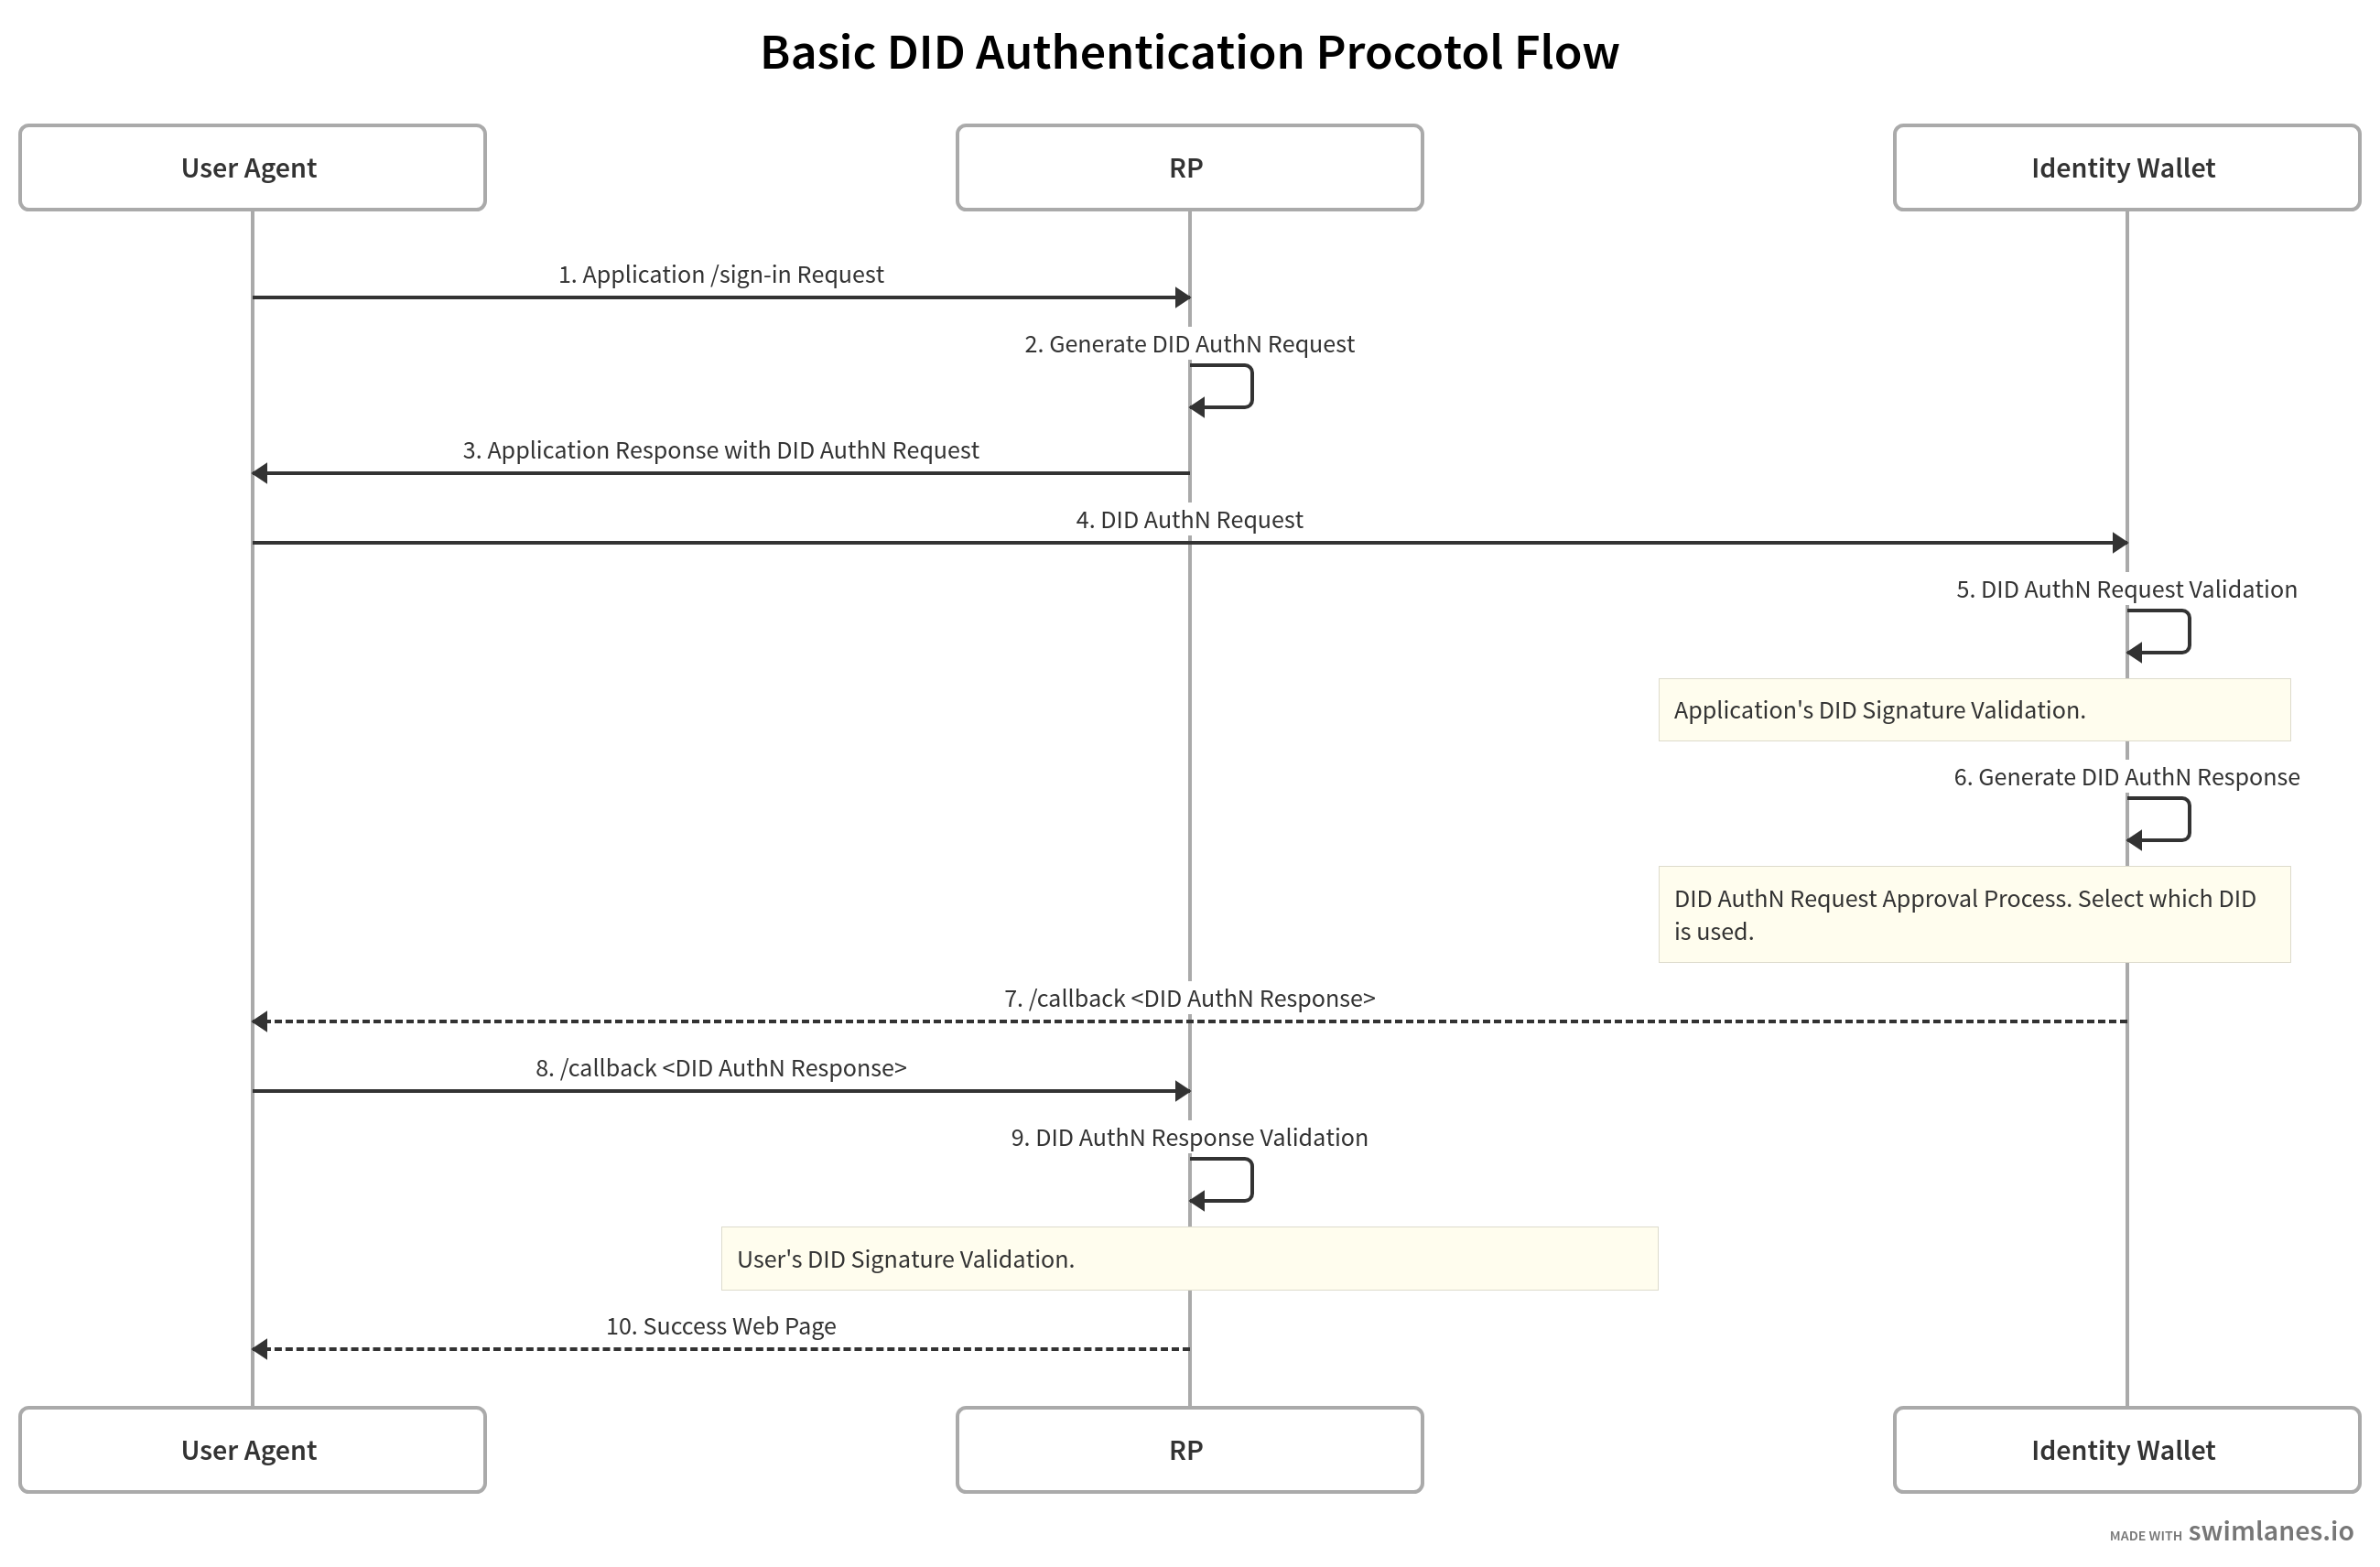 Basic DID Authentication Procotol Flow
User Agent
RP
Identity Wallet
1. Application /sign-in Request
2. Generate DID AuthN Request
3. Application Response with DID AuthN Request
4. DID AuthN Request
5. DID AuthN Request Validation
Application's DID Signature Validation.
6. Generate DID AuthN Response
DID AuthN Request Approval Process. Select which DID
is used.
7. /callback <DID AuthN Response>
8. /callback <DID AuthN Response>
9. DID AuthN Response Validation
User's DID Signature Validation.
10. Success Web Page
User Agent
RP
Identity Wallet
MADE WITH swimlanes.io